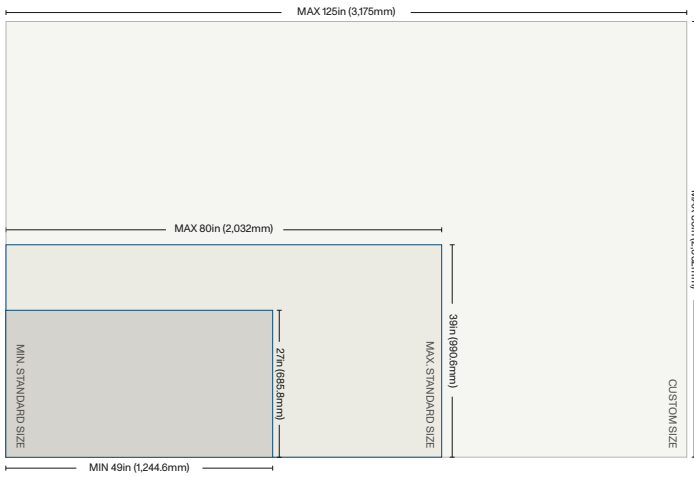 MAX 125in (3,175mm)
MAX 80in (2,032mm)
39in (990.6mm)
27in (685.8mm)
MIN. STANDARD SIZE
MAX. STANDARD SIZE
CUSTOM SIZE
MIN 49in (1,244.6mm)